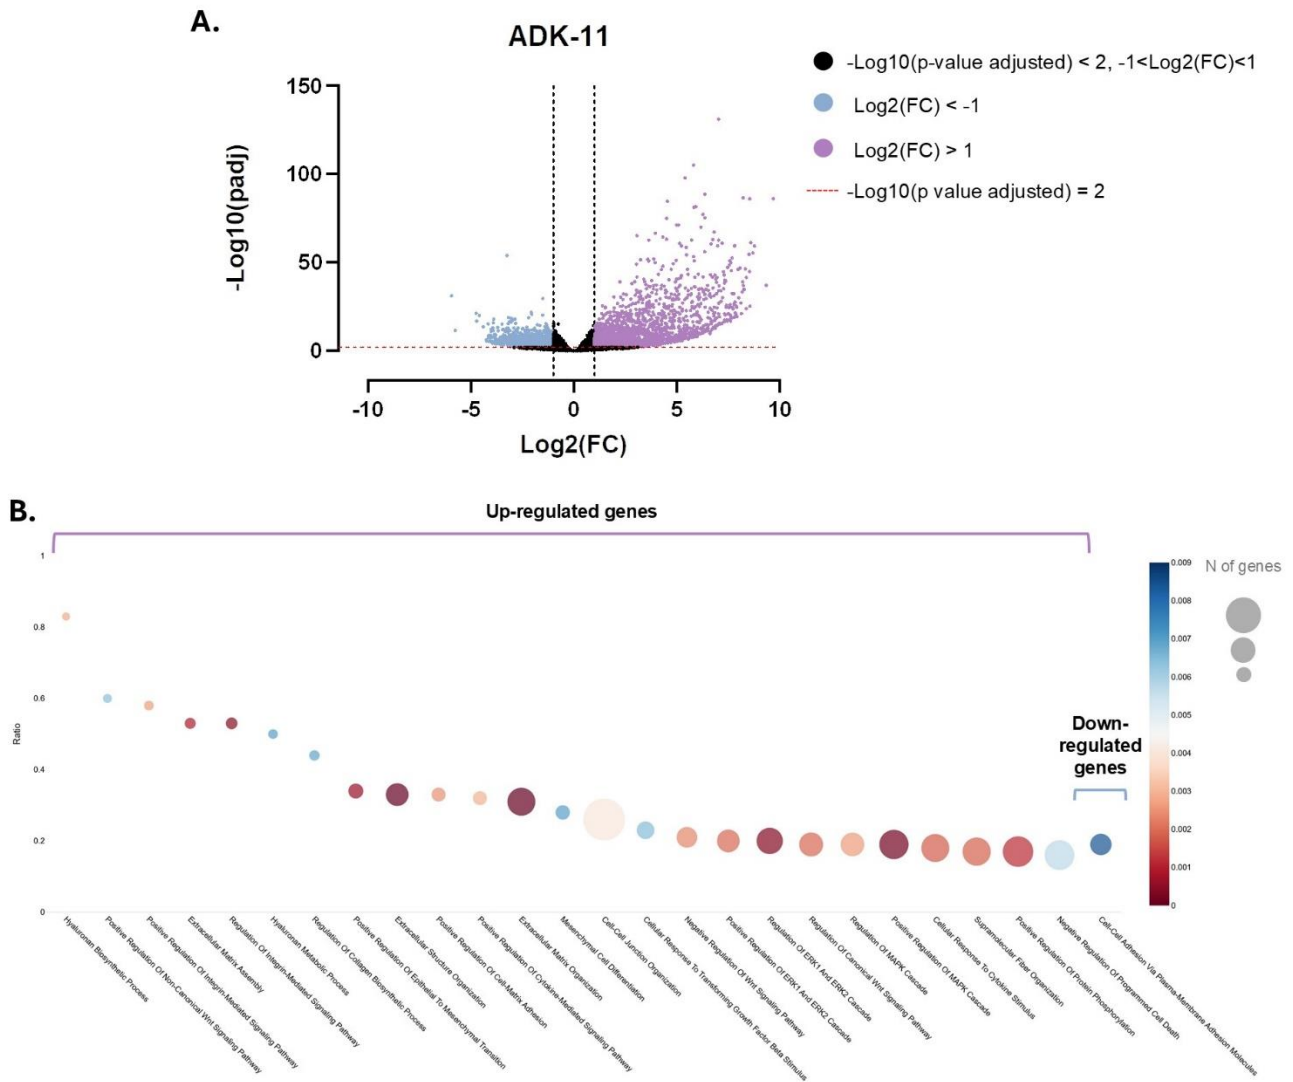 A.
ADK-11
-Log10(padj)
150
100
50
0
-10
-5
0
5
10
Log2(FC)
-Log10(p-value adjusted) < 2, -1<Log2(FC)<1
Log2(FC) < -1
Log2(FC) > 1
-Log10(p value adjusted) = 2
B.
Up-regulated genes
Down-
regulated
genes
Ratio
1
0.8
0.6
0.4
0.2
0
Hyaluronan Biosynthetic Process
Positive Regulation Of Non-Canonical Wnt Signaling Pathway
Positive Regulation Of Integrin-Mediated Signaling Pathway
Extracellular Matrix Assembly
Regulation Of Integrin-Mediated Signaling Pathway
Hyaluronan Metabolic Process
Regulation Of Collagen Biosynthetic Process
Positive Regulation Of Epithelial To Mesenchymal Transition
Extracellular Structure Organization
Positive Regulation Of Cell-Matrix Adhesion
Positive Regulation Of Cytokine-Mediated Signaling Pathway
Extracellular Matrix Organization
Mesenchymal Cell Differentiation
Cell-Cell Junction Organization
Cellular Response To Transforming Growth Factor Beta Stimulus
Negative Regulation Of Wnt Signaling Pathway
Positive Regulation Of ERK1 And ERK2 Cascade
Regulation Of ERK1 And ERK2 Cascade
Regulation Of Canonical Wnt Signaling Pathway
Regulation Of MAPK Cascade
Positive Regulation Of MAPK Cascade
Cellular Response To Cytokine Stimulus
Supramolecular Fiber Organization
Positive Regulation Of Protein Phosphorylation
Negative Regulation Of Programmed Cell Death
Cell-Cell Adhesion Via Plasma-Membrane Adhesion Molecules
0.009
0.008
0.007
0.006
0.005
0.004
0.003
0.002
0.001
0
N of genes